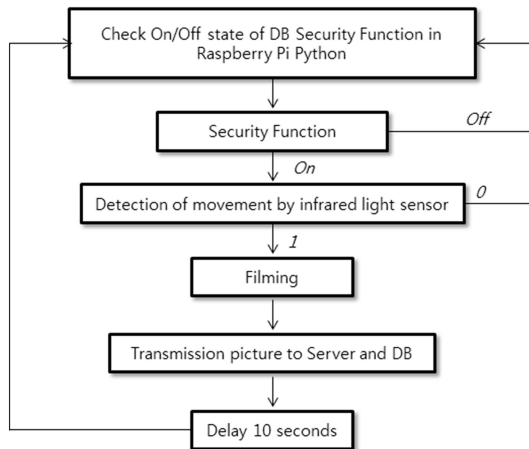 Check On/Off state of DB Security Function in
Raspberry Pi Python
Security Function
Off
On
Detection of movement by infrared light sensor
0
1
Filming
Transmission picture to Server and DB
Delay 10 seconds